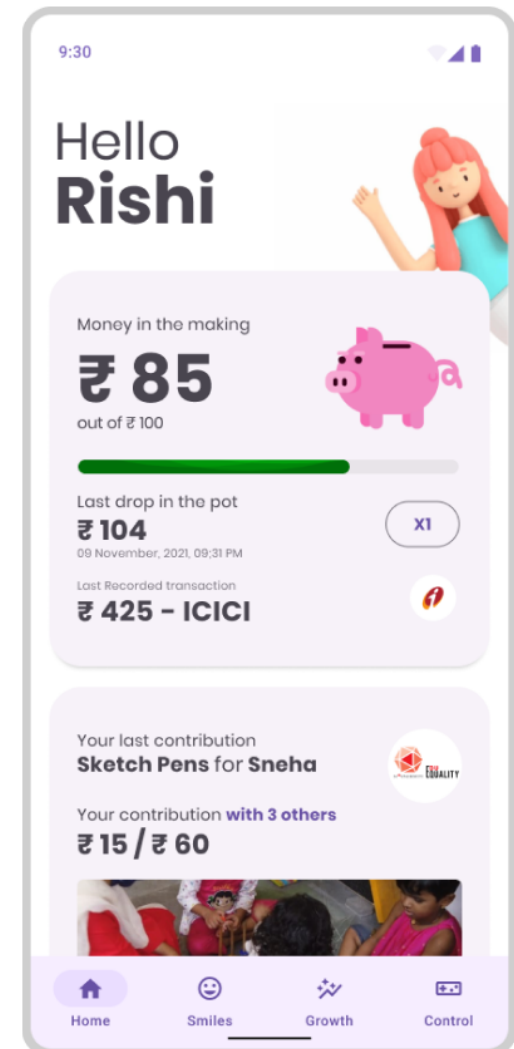 9:30
Hello
Rishi
Money in the making
₹ 85
out of ₹ 100
Last drop in the pot
₹ 104
X1
09 November, 2021, 09:31 PM
Last Recorded transaction
₹ 425 - ICICI
Your last contribution
Sketch Pens for Sneha
EQUALITY
Your contribution with 3 others
₹ 15 / ₹ 60
Home
Smiles
Growth
Control